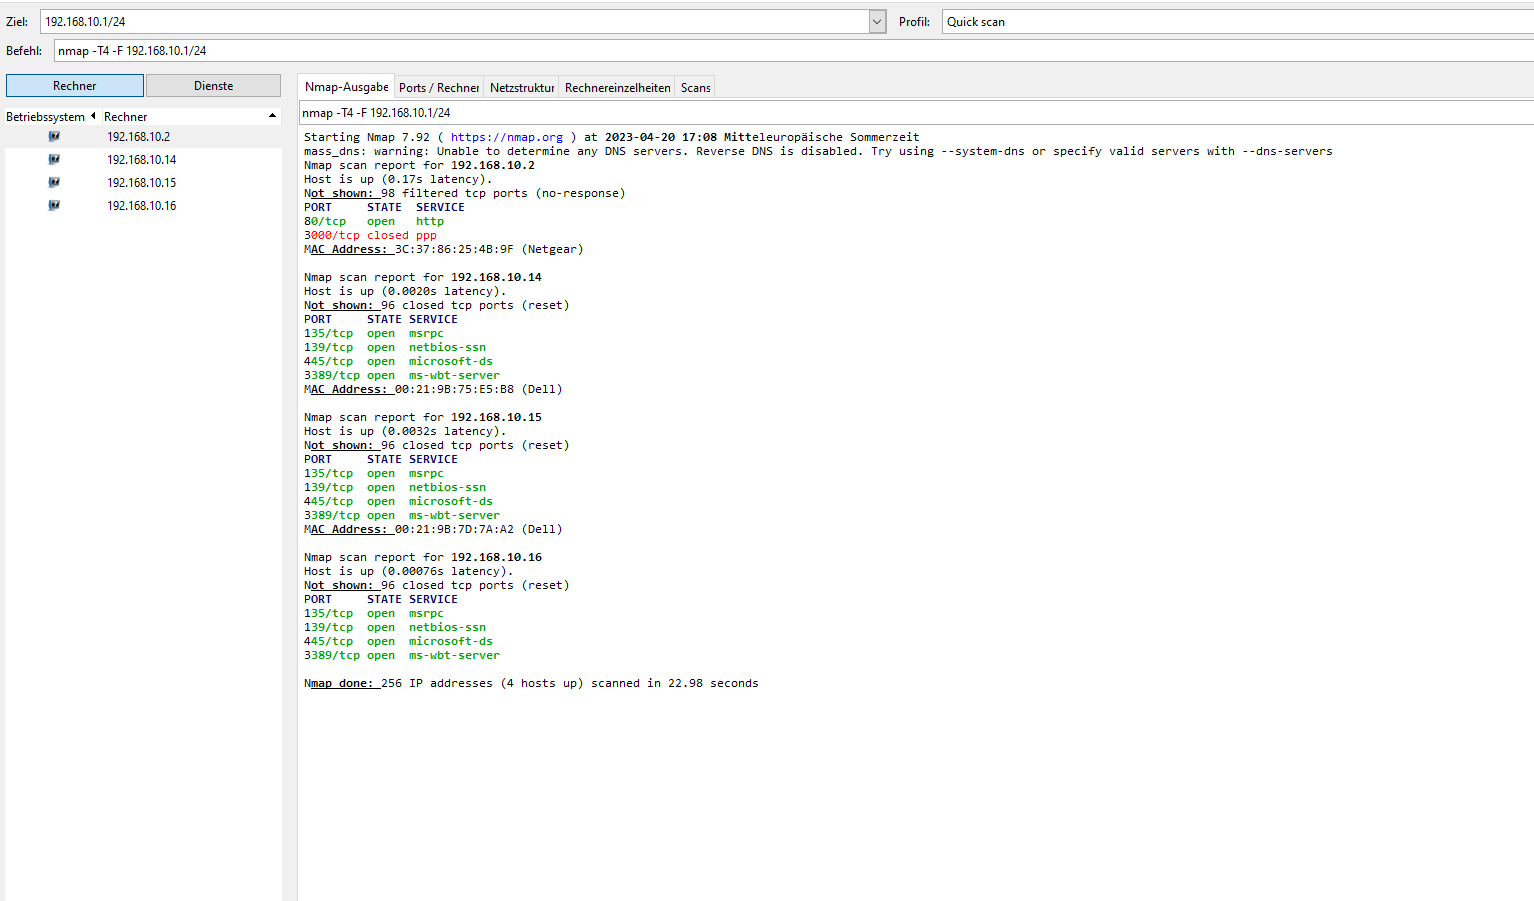 Ziel: 192.168.10.1/24 Profil: Quick scan
Befehl: nmap -T4 -F 192.168.10.1/24
Rechner Dienste
Nmap-Ausgabe Ports / Rechner Netzstruktur Rechnereinzelheiten Scans
Betriebssystem Rechner
192.168.10.2
192.168.10.14
192.168.10.15
192.168.10.16
nmap -T4 -F 192.168.10.1/24
Starting Nmap 7.92 ( https://nmap.org ) at 2023-04-20 17:08 Mitteleuropäische Sommerzeit
mass_dns: warning: Unable to determine any DNS servers. Reverse DNS is disabled. Try using --system-dns or specify valid servers with --dns-servers
Nmap scan report for 192.168.10.2
Host is up (0.17s latency).
Not shown: 98 filtered tcp ports (no-response)
PORT STATE SERVICE
80/tcp open http
3000/tcp closed ppp
MAC Address: 3C:37:86:25:4B:9F (Netgear)
Nmap scan report for 192.168.10.14
Host is up (0.0020s latency).
Not shown: 96 closed tcp ports (reset)
PORT STATE SERVICE
135/tcp open msrpc
139/tcp open netbios-ssn
445/tcp open microsoft-ds
3389/tcp open ms-wbt-server
MAC Address: 00:21:9B:75:E5:B8 (Dell)
Nmap scan report for 192.168.10.15
Host is up (0.0032s latency).
Not shown: 96 closed tcp ports (reset)
PORT STATE SERVICE
135/tcp open msrpc
139/tcp open netbios-ssn
445/tcp open microsoft-ds
3389/tcp open ms-wbt-server
MAC Address: 00:21:9B:7D:7A:A2 (Dell)
Nmap scan report for 192.168.10.16
Host is up (0.00076s latency).
Not shown: 96 closed tcp ports (reset)
PORT STATE SERVICE
135/tcp open msrpc
139/tcp open netbios-ssn
445/tcp open microsoft-ds
3389/tcp open ms-wbt-server
Nmap done: 256 IP addresses (4 hosts up) scanned in 22.98 seconds